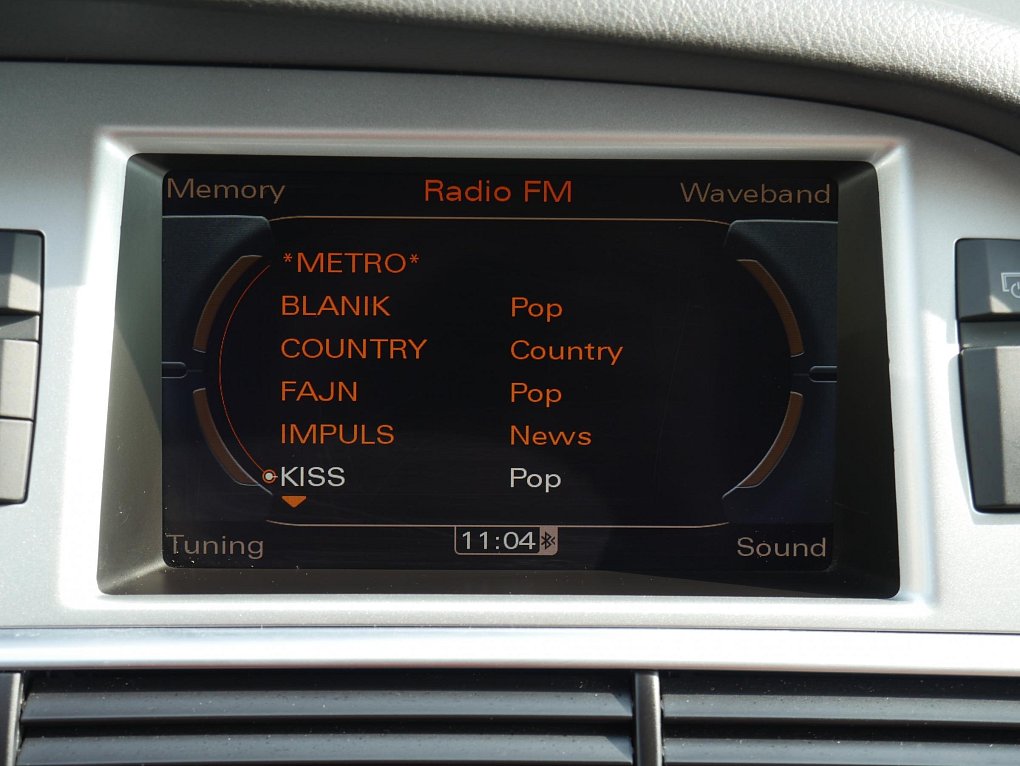 Memory Radio FM Waveband
*METRO*
BLANIK Pop
COUNTRY Country
FAJN Pop
IMPULS News
KISS Pop
Tuning 11:04 Sound